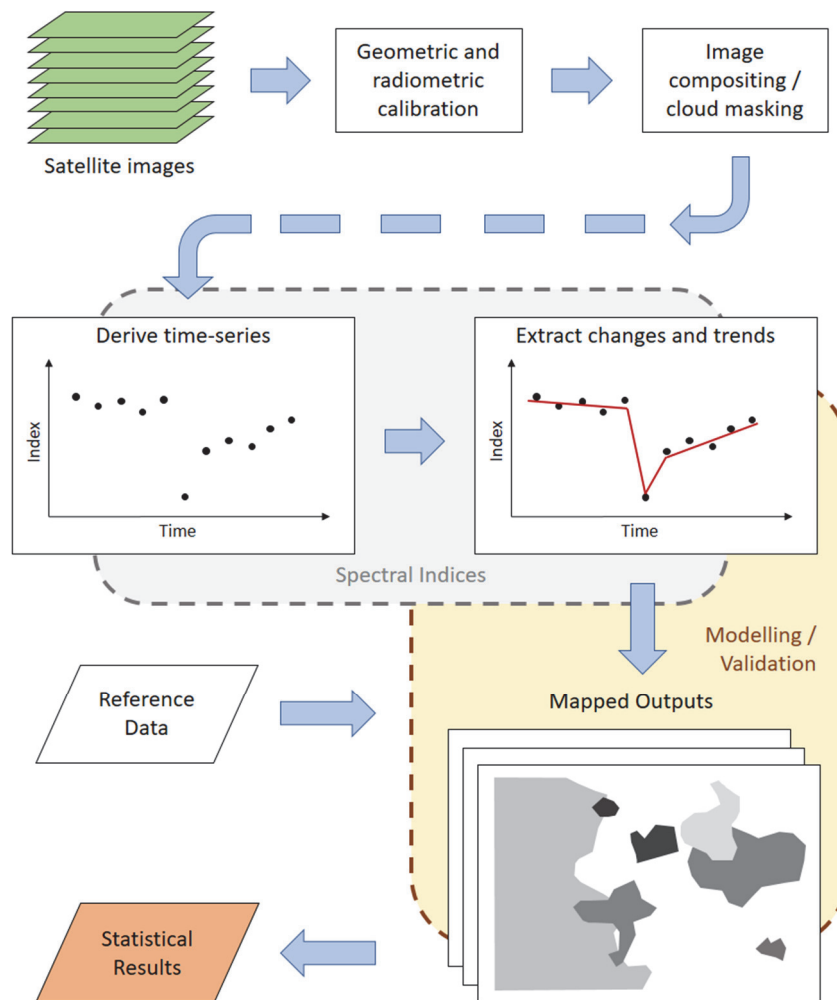 Satellite images
Geometric and
radiometric
calibration
Image
compositing /
cloud masking
Derive time-series
Index
Time
Extract changes and trends
Index
Time
Spectral Indices
Modelling /
Validation
Reference
Data
Mapped Outputs
Statistical
Results